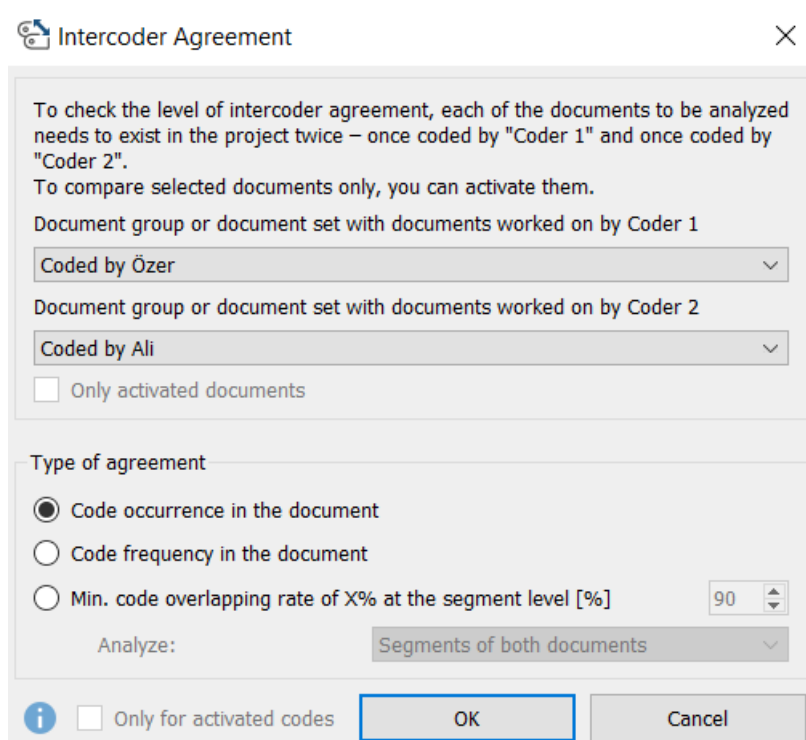 Intercoder Agreement
To check the level of intercoder agreement, each of the documents to be analyzed
needs to exist in the project twice – once coded by "Coder 1" and once coded by
"Coder 2".
To compare selected documents only, you can activate them.
Document group or document set with documents worked on by Coder 1
Coded by Özer
Document group or document set with documents worked on by Coder 2
Coded by Ali
Only activated documents
Type of agreement
Code occurrence in the document
Code frequency in the document
Min. code overlapping rate of X% at the segment level [%] 90
Analyze: Segments of both documents
Only for activated codes OK Cancel